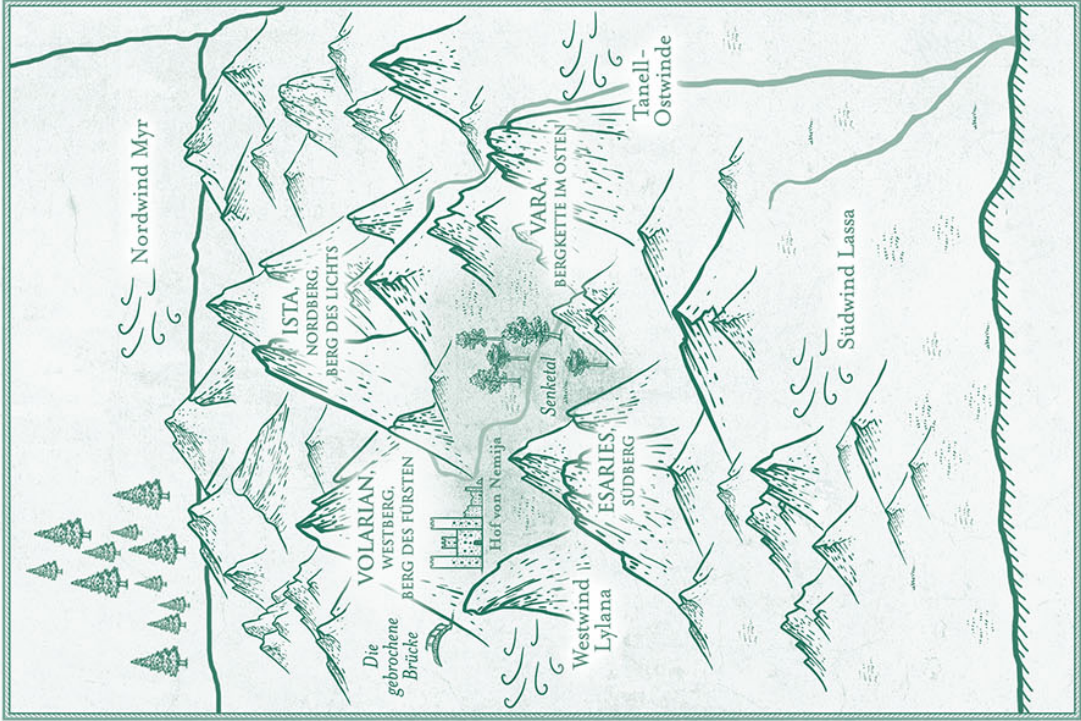 Nordwind Myr
ISTA,
NORDBERG,
BERG DES LICHTS
VOLARIAN,
WESTBERG,
BERG DES FÜRSTEN
Die
gebrochene
Brücke
Hof von Nemija
Senketal
VARA,
BERGKETTE IM OSTEN
Tanell-
Ostwinde
Westwind
Lylana
ESARIES,
SÜDBERG
Südwind Lassa